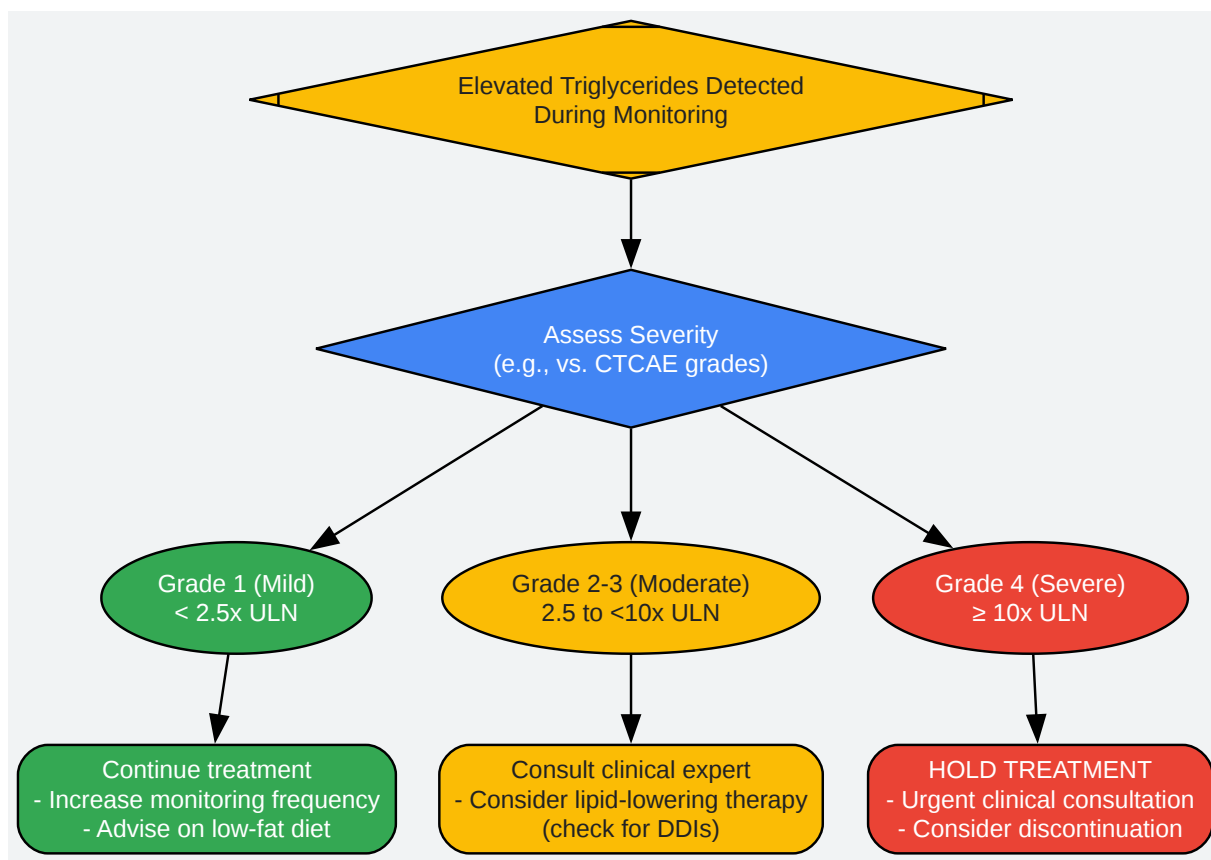 Elevated Triglycerides Detected
During Monitoring
Assess Severity
(e.g., vs. CTCAE grades)
Grade 1 (Mild)
< 2.5x ULN
Grade 2-3 (Moderate)
2.5 to <10x ULN
Grade 4 (Severe)
≥ 10x ULN
Continue treatment
- Increase monitoring frequency
- Advise on low-fat diet
Consult clinical expert
- Consider lipid-lowering therapy
(check for DDIs)
HOLD TREATMENT
- Urgent clinical consultation
- Consider discontinuation